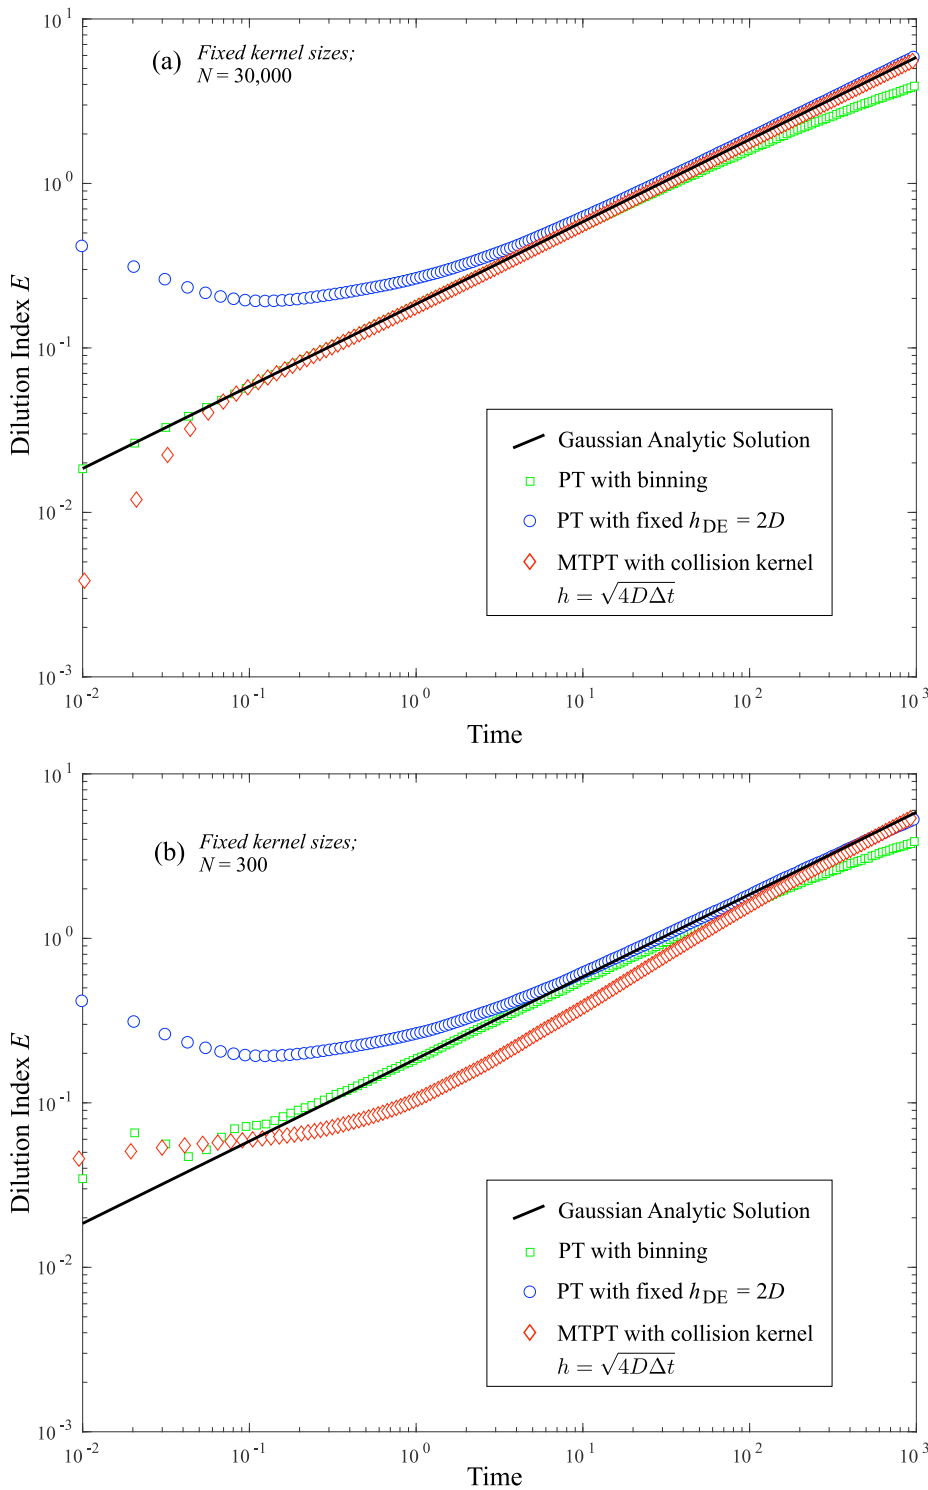 (a) Fixed kernel sizes;
N = 30,000
10^1
10^0
10^-1
10^-2
10^-3
Dilution Index E
Gaussian Analytic Solution
PT with binning
PT with fixed h_DE = 2D
MTPT with collision kernel
h = √4DΔt
10^-2 10^-1 10^0 10^1 10^2 10^3
Time
(b) Fixed kernel sizes;
N = 300
10^1
10^0
10^-1
10^-2
10^-3
Dilution Index E
Gaussian Analytic Solution
PT with binning
PT with fixed h_DE = 2D
MTPT with collision kernel
h = √4DΔt
10^-2 10^-1 10^0 10^1 10^2 10^3
Time